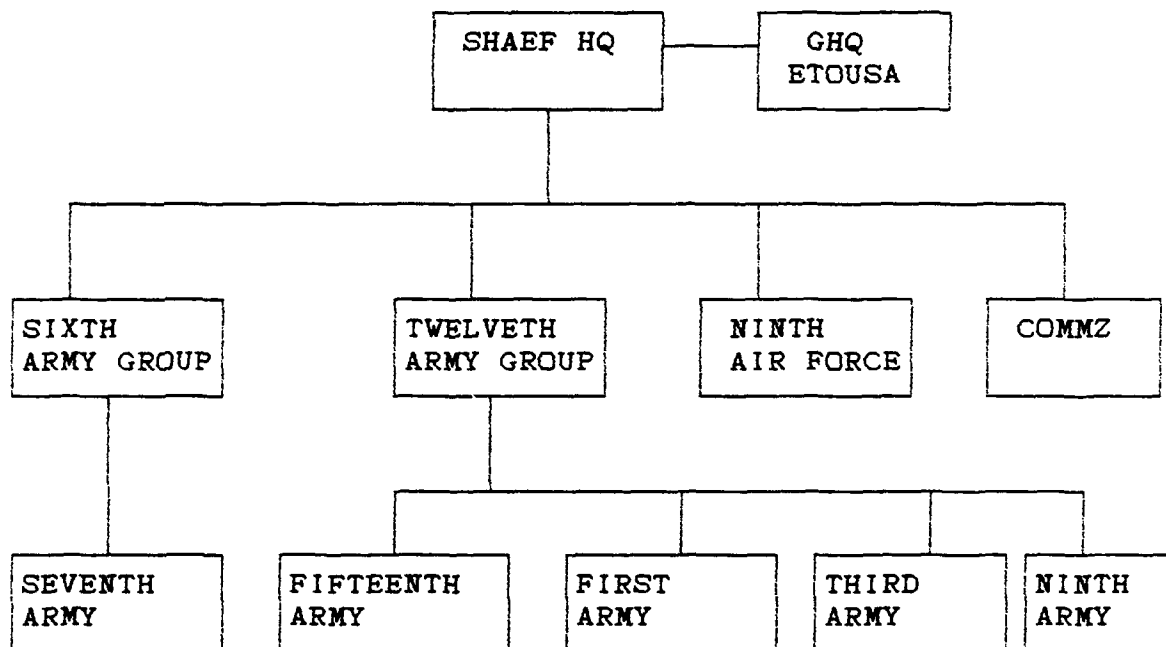 SHAEF HQ
GHQ
ETOUSA
SIXTH
ARMY GROUP
TWELVETH
ARMY GROUP
NINTH
AIR FORCE
COMMZ
SEVENTH
ARMY
FIFTEENTH
ARMY
FIRST
ARMY
THIRD
ARMY
NINTH
ARMY